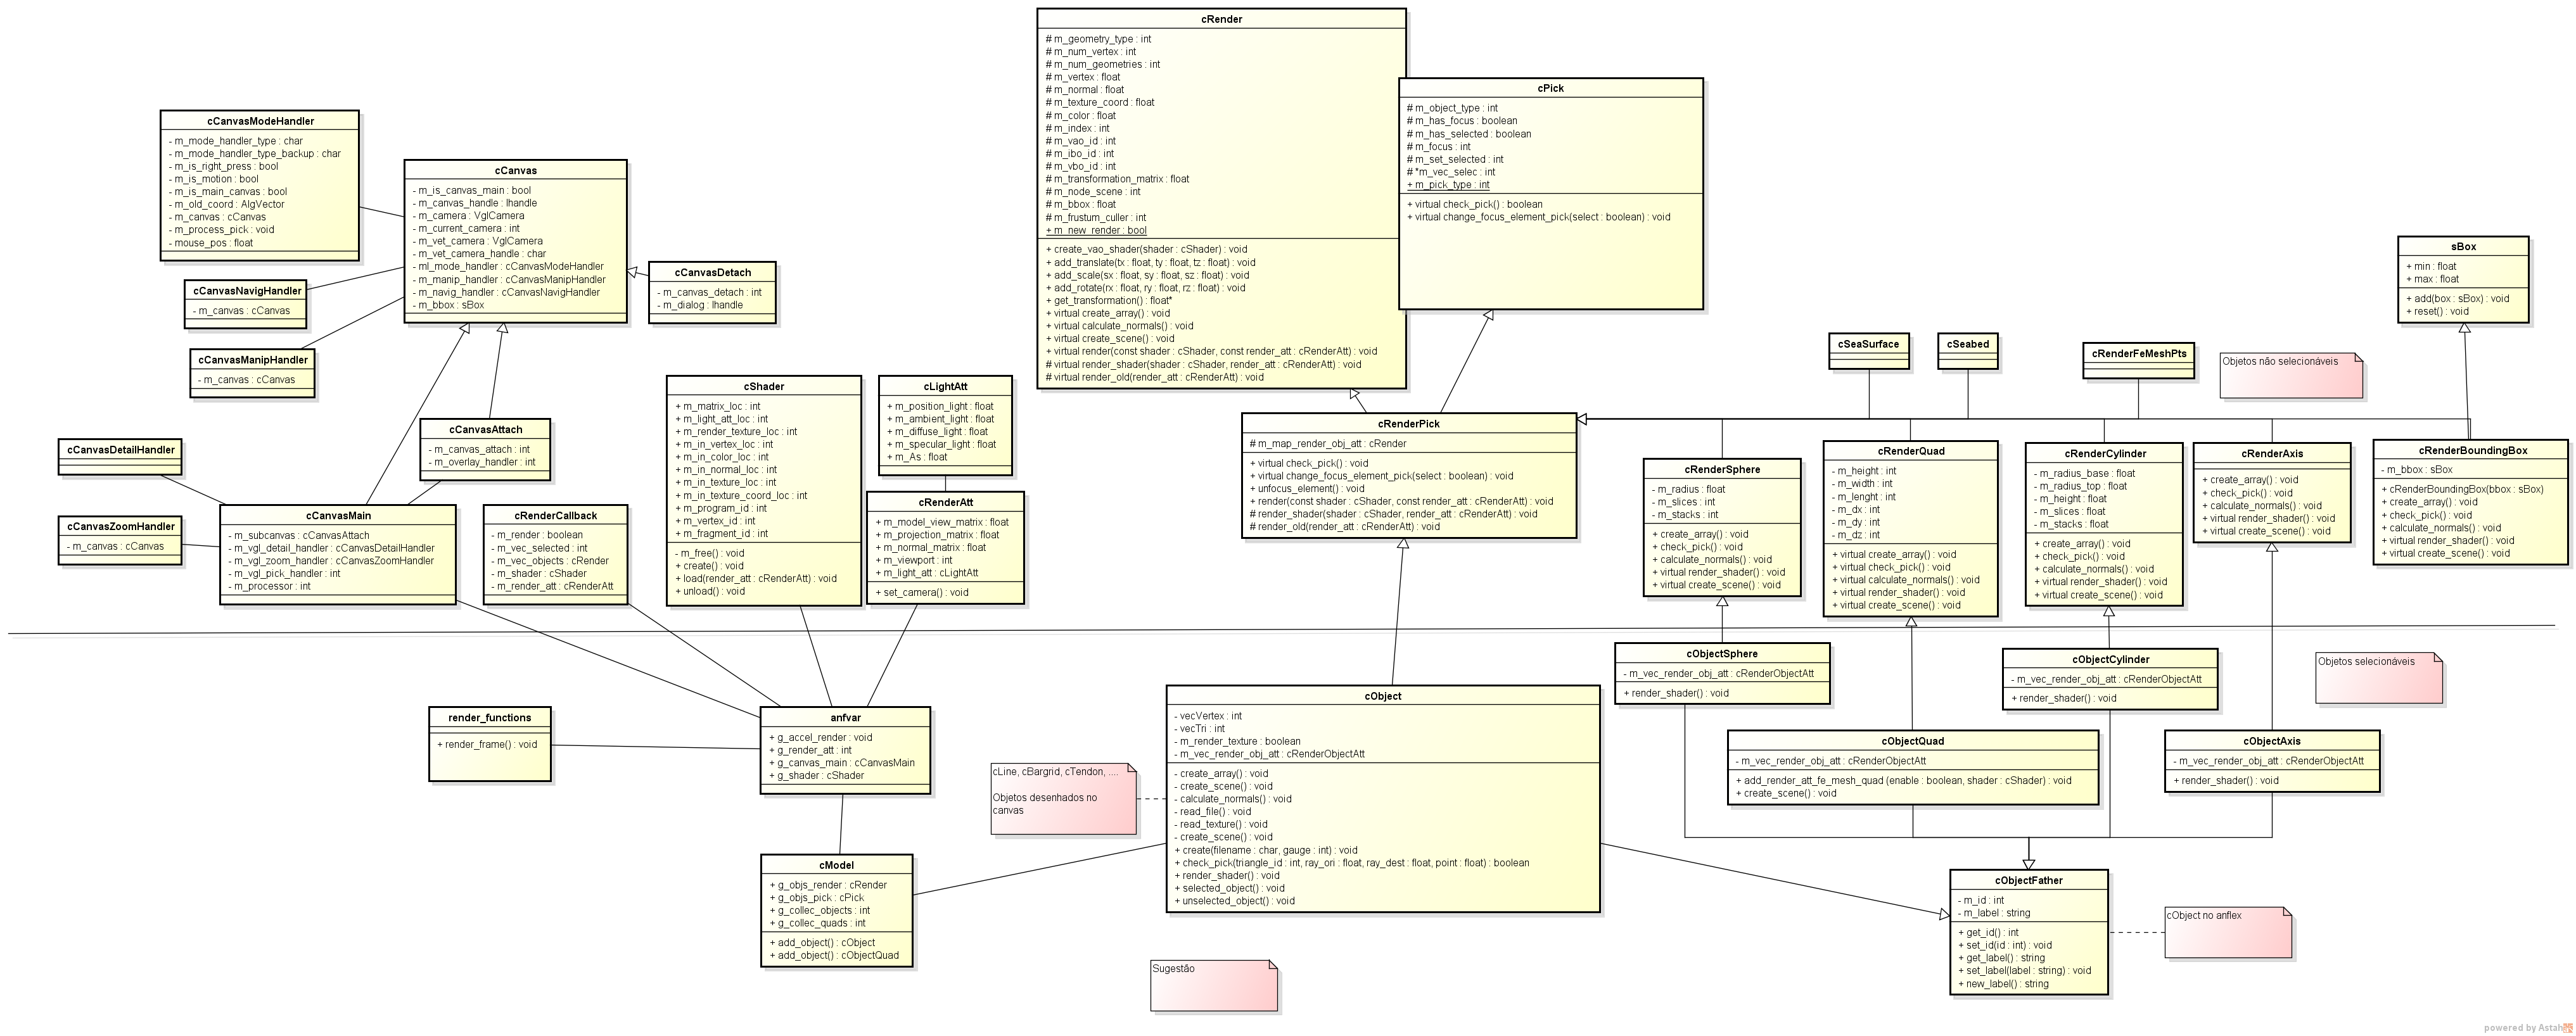 cRender
# m_geometry_type : int
# m_num_vertex : int
# m_num_geometries : int
# m_vertex : float
# m_normal : float
# m_texture_coord : float
# m_color : float
# m_index : int
# m_vao_id : int
# m_ibo_id : int
# m_vbo_id : int
# m_transformation_matrix : float
# m_node_scene : int
# m_bbox : float
# m_frustum_culler : int
+ m_new_render : bool
+ create_vao_shader(shader : cShader) : void
+ add_translate(tx : float, ty : float, tz : float) : void
+ add_scale(sx : float, sy : float, sz : float) : void
+ add_rotate(rx : float, ry : float, rz : float) : void
+ get_transformation() : float*
+ virtual create_array() : void
+ virtual calculate_normals() : void
+ virtual create_scene() : void
+ virtual render(const shader : cShader, const render_att : cRenderAtt) : void
# virtual render_shader(shader : cShader, render_att : cRenderAtt) : void
# virtual render_old(render_att : cRenderAtt) : void
cPick
# m_object_type : int
# m_has_focus : boolean
# m_has_selected : boolean
# m_focus : int
# m_set_selected : int
# *m_vec_selec : int
+ m_pick_type : int
+ virtual check_pick() : boolean
+ virtual change_focus_element_pick(select : boolean) : void
cCanvasModeHandler
- m_mode_handler_type : char
- m_mode_handler_type_backup : char
- m_is_right_press : bool
- m_is_motion : bool
- m_is_main_canvas : bool
- m_old_coord : AlgVector
- m_canvas : cCanvas
- m_process_pick : void
- mouse_pos : float
cCanvas
- m_is_canvas_main : bool
- m_canvas_handle : Ihandle
- m_camera : VglCamera
- m_current_camera : int
- m_vet_camera : VglCamera
- m_vet_camera_handle : char
- ml_mode_handler : cCanvasModeHandler
- m_manip_handler : cCanvasManipHandler
- m_navig_handler : cCanvasNavigHandler
- m_bbox : sBox
cCanvasDetach
- m_canvas_detach : int
- m_dialog : Ihandle
cCanvasNavigHandler
- m_canvas : cCanvas
cCanvasManipHandler
- m_canvas : cCanvas
sBox
+ min : float
+ max : float
+ add(box : sBox) : void
+ reset() : void
cSeaSurface
cSeabed
cRenderFeMeshPts
Objetos não selecionáveis
cShader
+ m_matrix_loc : int
+ m_light_att_loc : int
+ m_render_texture_loc : int
+ m_in_vertex_loc : int
+ m_in_color_loc : int
+ m_in_normal_loc : int
+ m_in_texture_loc : int
+ m_in_texture_coord_loc : int
+ m_program_id : int
+ m_vertex_id : int
+ m_fragment_id : int
- m_free() : void
+ create() : void
+ load(render_att : cRenderAtt) : void
+ unload() : void
cLightAtt
+ m_position_light : float
+ m_ambient_light : float
+ m_diffuse_light : float
+ m_specular_light : float
+ m_As : float
cRenderAtt
+ m_model_view_matrix : float
+ m_projection_matrix : float
+ m_normal_matrix : float
+ m_viewport : int
+ m_light_att : cLightAtt
+ set_camera() : void
cCanvasAttach
- m_canvas_attach : int
- m_overlay_handler : int
cCanvasDetailHandler
cCanvasZoomHandler
- m_canvas : cCanvas
cCanvasMain
- m_subcanvas : cCanvasAttach
- m_vgl_detail_handler : cCanvasDetailHandler
- m_vgl_zoom_handler : cCanvasZoomHandler
- m_vgl_pick_handler : int
- m_processor : int
cRenderCallback
- m_render : boolean
- m_vec_selected : int
- m_vec_objects : cRender
- m_shader : cShader
- m_render_att : cRenderAtt
cRenderPick
# m_map_render_obj_att : cRender
+ virtual check_pick() : void
+ virtual change_focus_element_pick(select : boolean) : void
+ unfocus_element() : void
+ render(const shader : cShader, const render_att : cRenderAtt) : void
# render_shader(shader : cShader, render_att : cRenderAtt) : void
# render_old(render_att : cRenderAtt) : void
cRenderSphere
- m_radius : float
- m_slices : int
- m_stacks : int
+ create_array() : void
+ check_pick() : void
+ calculate_normals() : void
+ virtual render_shader() : void
+ virtual create_scene() : void
cRenderQuad
- m_height : int
- m_width : int
- m_lenght : int
- m_dx : int
- m_dy : int
- m_dz : int
+ virtual create_array() : void
+ virtual check_pick() : void
+ virtual calculate_normals() : void
+ virtual render_shader() : void
+ virtual create_scene() : void
cRenderCylinder
- m_radius_base : float
- m_radius_top : float
- m_height : float
- m_slices : float
- m_stacks : float
+ create_array() : void
+ check_pick() : void
+ calculate_normals() : void
+ virtual render_shader() : void
+ virtual create_scene() : void
cRenderAxis
+ create_array() : void
+ check_pick() : void
+ calculate_normals() : void
+ virtual render_shader() : void
+ virtual create_scene() : void
cRenderBoundingBox
- m_bbox : sBox
+ cRenderBoundingBox(bbox : sBox)
+ create_array() : void
+ check_pick() : void
+ calculate_normals() : void
+ virtual render_shader() : void
+ virtual create_scene() : void
cObjectSphere
- m_vec_render_obj_att : cRenderObjectAtt
+ render_shader() : void
cObjectCylinder
- m_vec_render_obj_att : cRenderObjectAtt
+ render_shader() : void
Objetos selecionáveis
render_functions
+ render_frame() : void
anfvar
+ g_accel_render : void
+ g_render_att : int
+ g_canvas_main : cCanvasMain
+ g_shader : cShader
cLine, cBargrid, cTendon, ....
Objetos desenhados no
canvas
cObject
- vecVertex : int
- vecTri : int
- m_render_texture : boolean
- m_vec_render_obj_att : cRenderObjectAtt
- create_array() : void
- create_scene() : void
- calculate_normals() : void
- read_file() : void
- read_texture() : void
- create_scene() : void
+ create(filename : char, gauge : int) : void
+ check_pick(triangle_id : int, ray_ori : float, ray_dest : float, point : float) : boolean
+ render_shader() : void
+ selected_object() : void
+ unselected_object() : void
cObjectQuad
- m_vec_render_obj_att : cRenderObjectAtt
+ add_render_att_fe_mesh_quad (enable : boolean, shader : cShader) : void
+ create_scene() : void
cObjectAxis
- m_vec_render_obj_att : cRenderObjectAtt
+ render_shader() : void
cModel
+ g_objs_render : cRender
+ g_objs_pick : cPick
+ g_collec_objects : int
+ g_collec_quads : int
+ add_object() : cObject
+ add_object() : cObjectQuad
cObjectFather
- m_id : int
- m_label : string
+ get_id() : int
+ set_id(id : int) : void
+ get_label() : string
+ set_label(label : string) : void
+ new_label() : string
cObject no anflex
Sugestão
powered by Astah